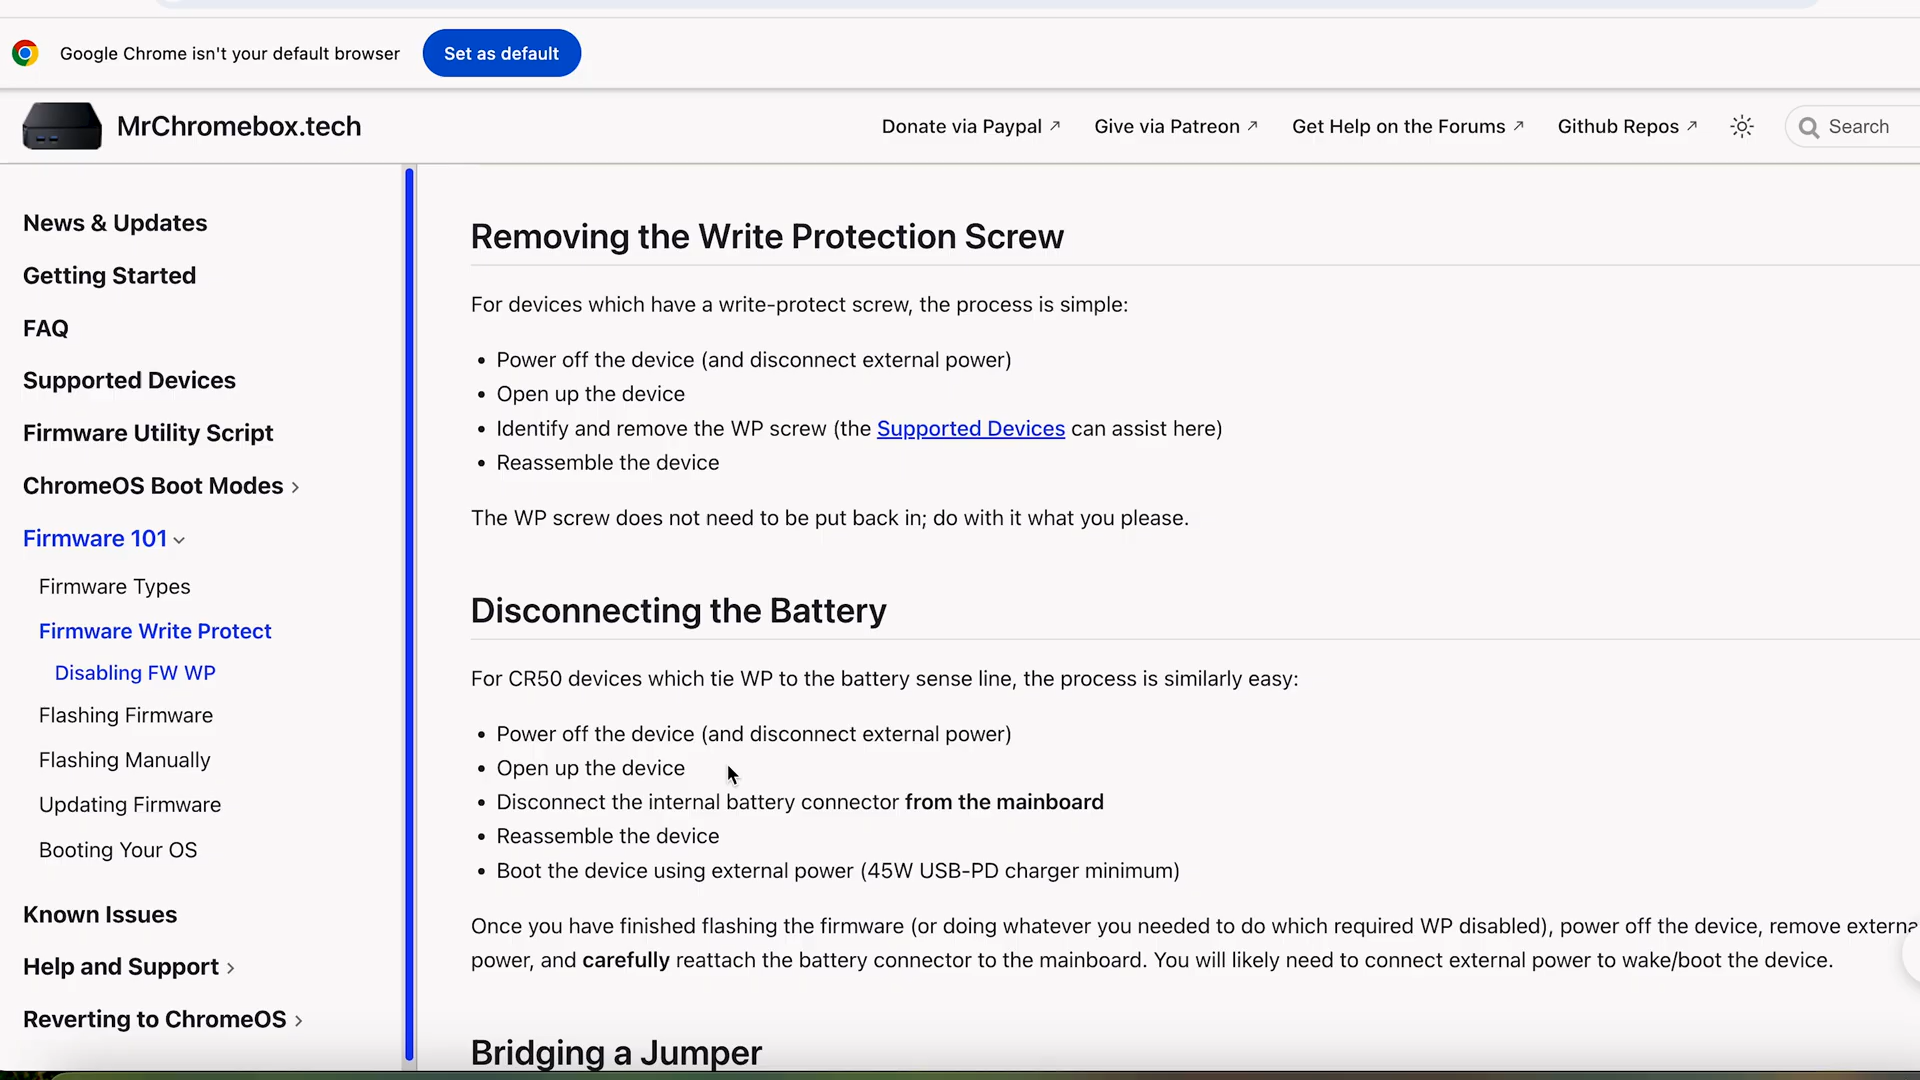 Google Chrome isn't your default browser
Set as default
MrChromebox.tech
Donate via Paypal ↗
Give via Patreon ↗
Get Help on the Forums ↗
Github Repos ↗
Search
News & Updates
Getting Started
FAQ
Supported Devices
Firmware Utility Script
ChromeOS Boot Modes
Firmware 101
Firmware Types
Firmware Write Protect
Disabling FW WP
Flashing Firmware
Flashing Manually
Updating Firmware
Booting Your OS
Known Issues
Help and Support
Reverting to ChromeOS
Removing the Write Protection Screw
For devices which have a write-protect screw, the process is simple:
• Power off the device (and disconnect external power)
• Open up the device
• Identify and remove the WP screw (the Supported Devices can assist here)
• Reassemble the device
The WP screw does not need to be put back in; do with it what you please.
Disconnecting the Battery
For CR50 devices which tie WP to the battery sense line, the process is similarly easy:
• Power off the device (and disconnect external power)
• Open up the device
• Disconnect the internal battery connector from the mainboard
• Reassemble the device
• Boot the device using external power (45W USB-PD charger minimum)
Once you have finished flashing the firmware (or doing whatever you needed to do which required WP disabled), power off the device, remove externa
power, and carefully reattach the battery connector to the mainboard. You will likely need to connect external power to wake/boot the device.
Bridging a Jumper